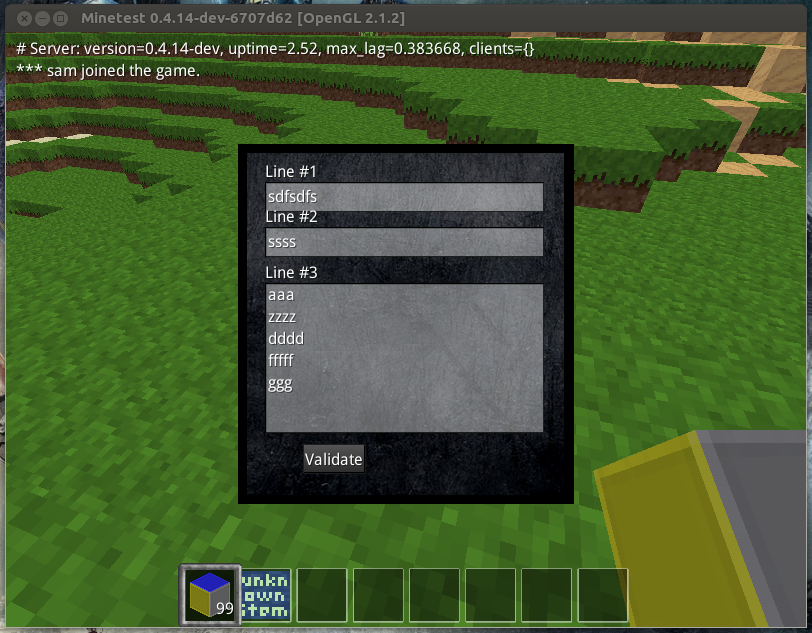 Minetest 0.4.14-dev-6707d62 [OpenGL 2.1.2]
# Server: version=0.4.14-dev, uptime=2.52, max_lag=0.383668, clients={}
*** sam joined the game.
Line #1
sdfsdfs
Line #2
ssss
Line #3
aaa
zzzz
dddd
fffff
ggg
Validate
99
unkn
own
item